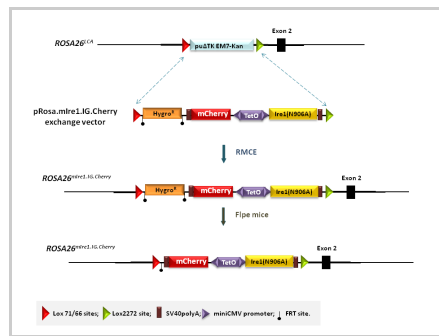 ROSA26LCA
Exon 2
puΔTK EM7-Kan
pRosa.mIre1.IG.Cherry
exchange vector
HygroR
mCherry
TetO
Ire1(N906A)
RMCE
Exon 2
ROSA26mIre1.IG.Cherry
HygroR
mCherry
TetO
Ire1(N906A)
Flpe mice
Exon 2
ROSA26mIre1.IG.Cherry
mCherry
TetO
Ire1(N906A)
Lox 71/66 sites; Lox2272 site; SV40polyA; miniCMV promoter; FRT site.